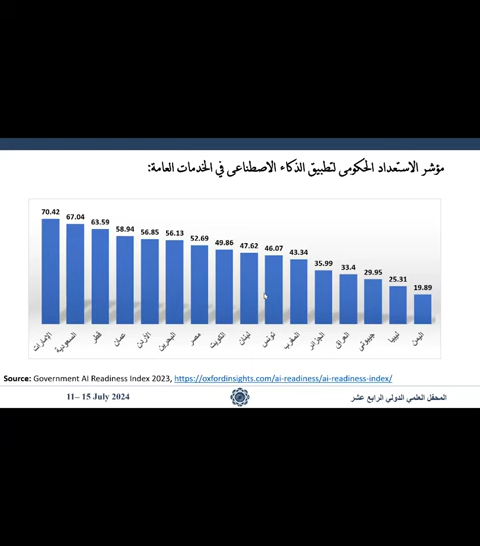 مؤشر الاستعداد الحكومى لتطبيق الذكاء الاصطناعى في الخدمات العامة:
70.42 67.04 63.59 58.94 56.85 56.13 52.69 49.86 47.62 46.07 43.34 35.99 33.4 29.95 25.31 19.89
الإمارات السعودية قطر عمان الأردن البحرين مصر الكويت لبنان تونس المغرب الجزائر العراق جيبوتى ليبيا اليمن
Source: Government AI Readiness Index 2023, https://oxfordinsights.com/ai-readiness/ai-readiness-index/
11– 15 July 2024 المحفل العلمي الدولي الرابع عشر